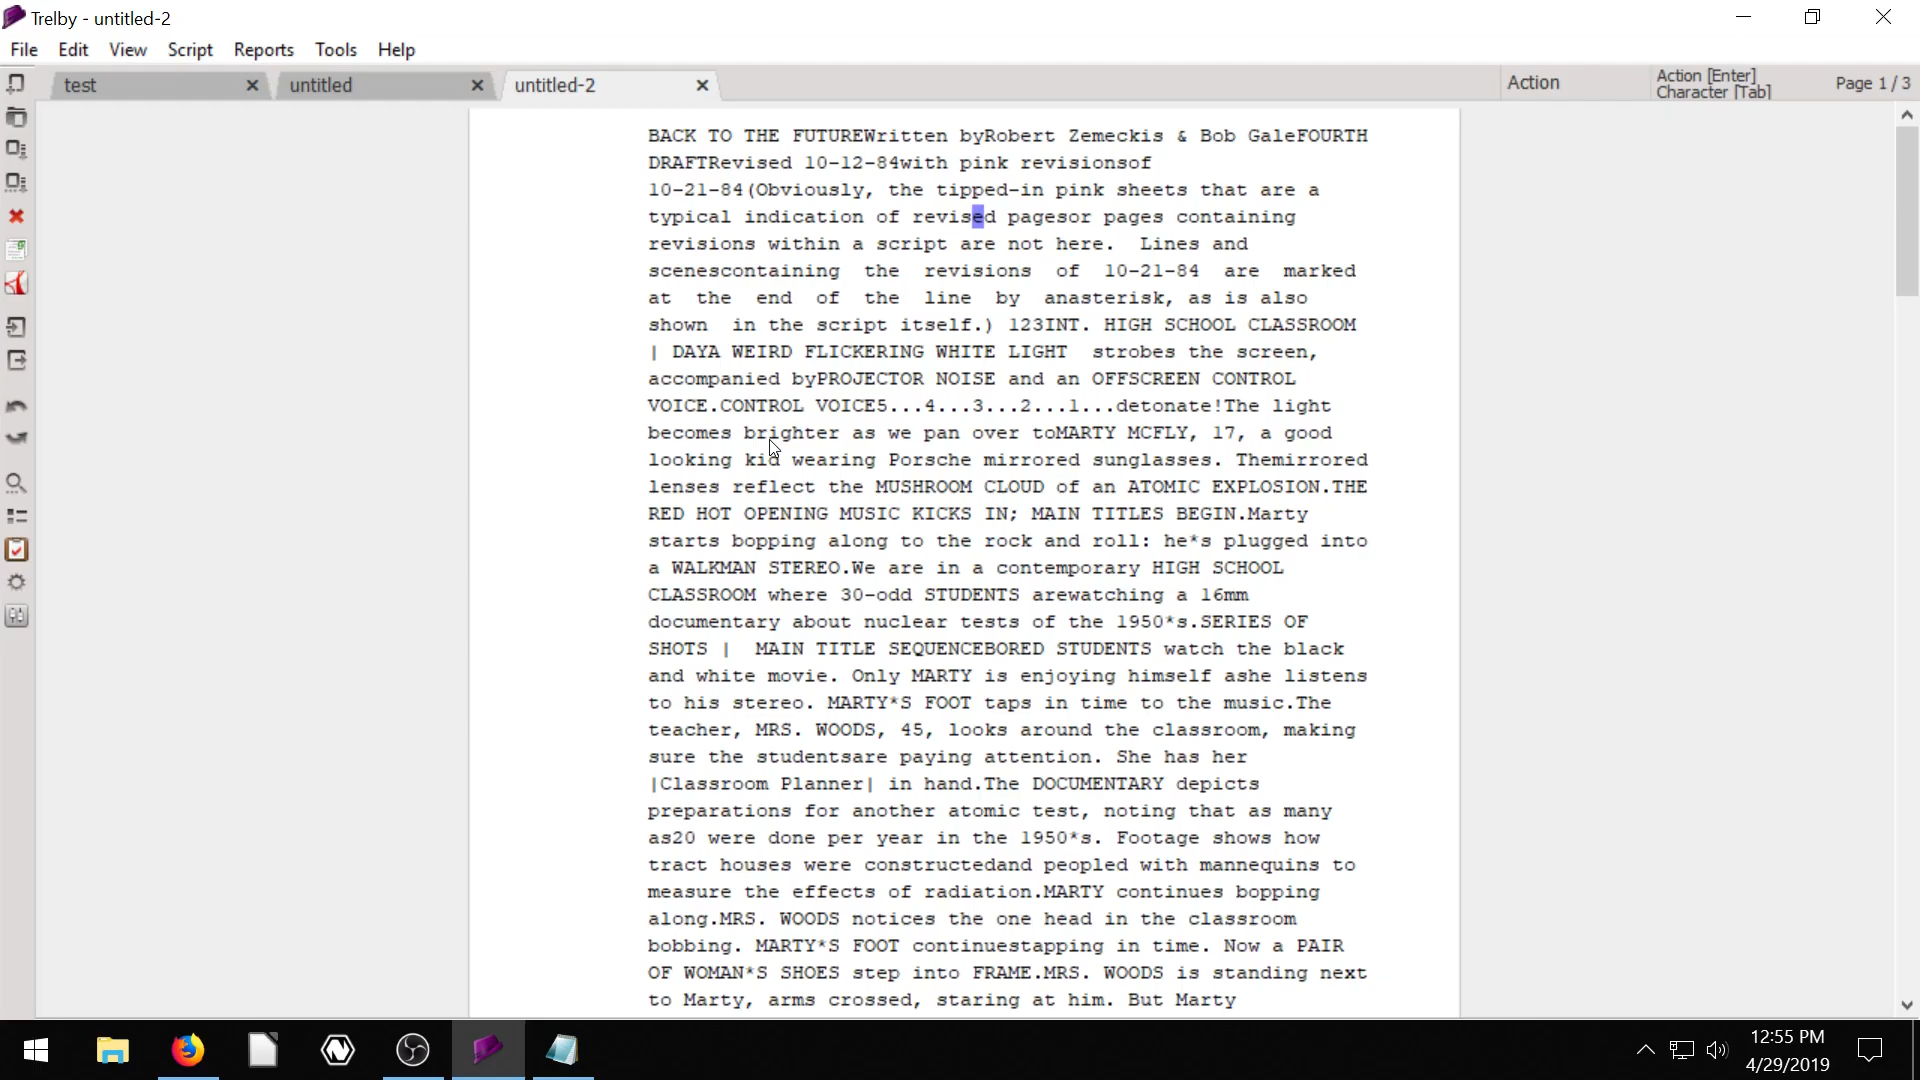 Trelby - untitled-2
File Edit View Script Reports Tools Help
test
untitled
untitled-2
Action
Action [Enter]
Character [Tab]
Page 1 / 3
BACK TO THE FUTUREWritten byRobert Zemeckis & Bob GaleFOURTH
DRAFTRevised 10-12-84with pink revisionsof
10-21-84(Obviously, the tipped-in pink sheets that are a
typical indication of revised pagesor pages containing
revisions within a script are not here.  Lines and
scenescontaining  the  revisions  of  10-21-84  are  marked
at  the  end  of  the  line  by  anasterisk, as is also
shown  in the script itself.) 123INT. HIGH SCHOOL CLASSROOM
| DAYA WEIRD FLICKERING WHITE LIGHT  strobes the screen,
accompanied byPROJECTOR NOISE and an OFFSCREEN CONTROL
VOICE.CONTROL VOICE5...4...3...2...1...detonate!The light
becomes brighter as we pan over toMARTY MCFLY, 17, a good
looking kid wearing Porsche mirrored sunglasses. Themirrored
lenses reflect the MUSHROOM CLOUD of an ATOMIC EXPLOSION.THE
RED HOT OPENING MUSIC KICKS IN; MAIN TITLES BEGIN.Marty
starts bopping along to the rock and roll: he*s plugged into
a WALKMAN STEREO.We are in a contemporary HIGH SCHOOL
CLASSROOM where 30-odd STUDENTS arewatching a 16mm
documentary about nuclear tests of the 1950*s.SERIES OF
SHOTS |  MAIN TITLE SEQUENCEBORED STUDENTS watch the black
and white movie. Only MARTY is enjoying himself ashe listens
to his stereo. MARTY*S FOOT taps in time to the music.The
teacher, MRS. WOODS, 45, looks around the classroom, making
sure the studentsare paying attention. She has her
|Classroom Planner| in hand.The DOCUMENTARY depicts
preparations for another atomic test, noting that as many
as20 were done per year in the 1950*s. Footage shows how
tract houses were constructedand peopled with mannequins to
measure the effects of radiation.MARTY continues bopping
along.MRS. WOODS notices the one head in the classroom
bobbing. MARTY*S FOOT continuestapping in time. Now a PAIR
OF WOMAN*S SHOES step into FRAME.MRS. WOODS is standing next
to Marty, arms crossed, staring at him. But Marty
12:55 PM
4/29/2019